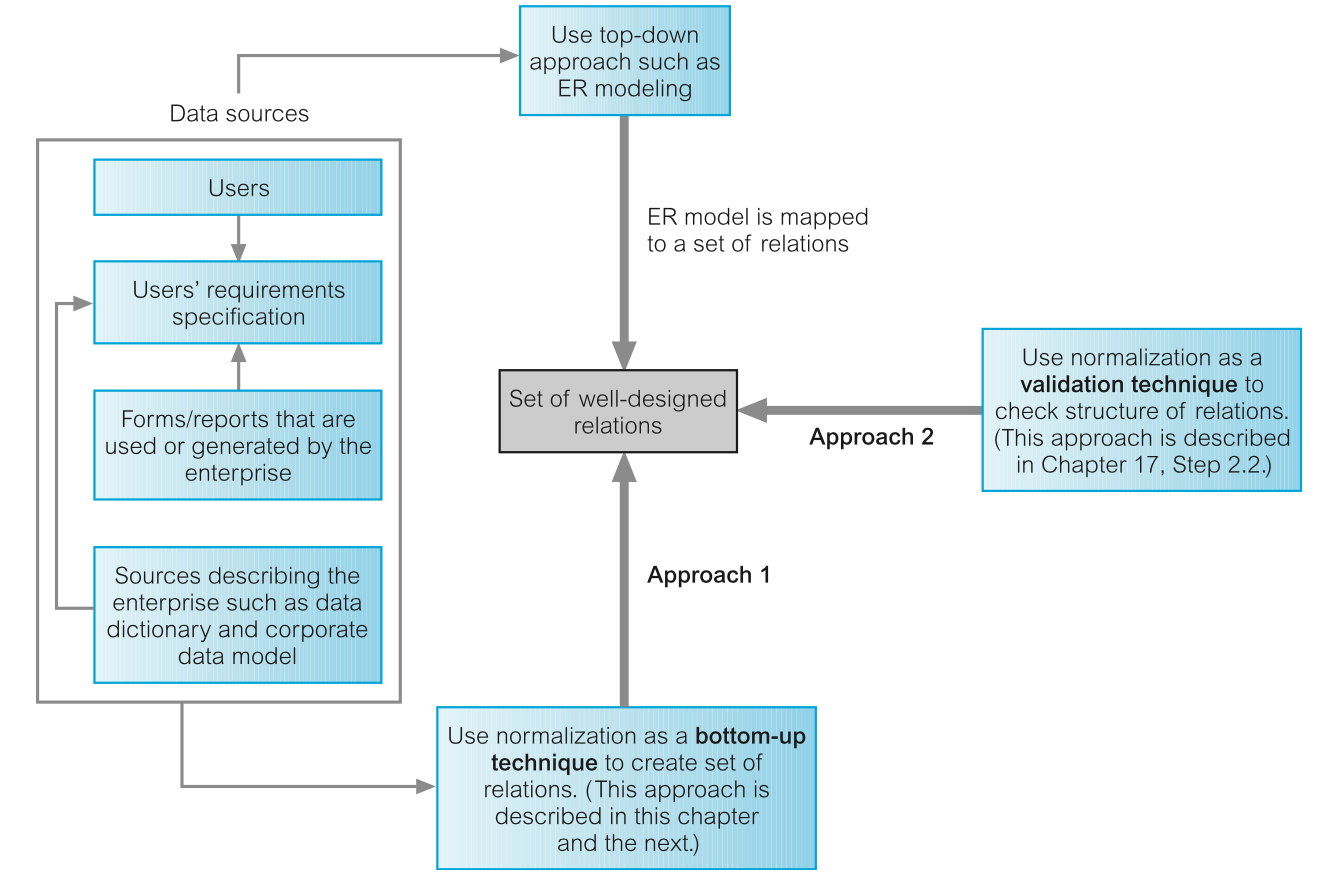 Use top-down
approach such as
ER modeling
Data sources
Users
Users’ requirements
specification
Forms/reports that are
used or generated by the
enterprise
Sources describing the
enterprise such as data
dictionary and corporate
data model
ER model is mapped
to a set of relations
Set of well-designed
relations
Approach 2
Use normalization as a
validation technique to
check structure of relations.
(This approach is described
in Chapter 17, Step 2.2.)
Approach 1
Use normalization as a bottom-up
technique to create set of
relations. (This approach is
described in this chapter
and the next.)